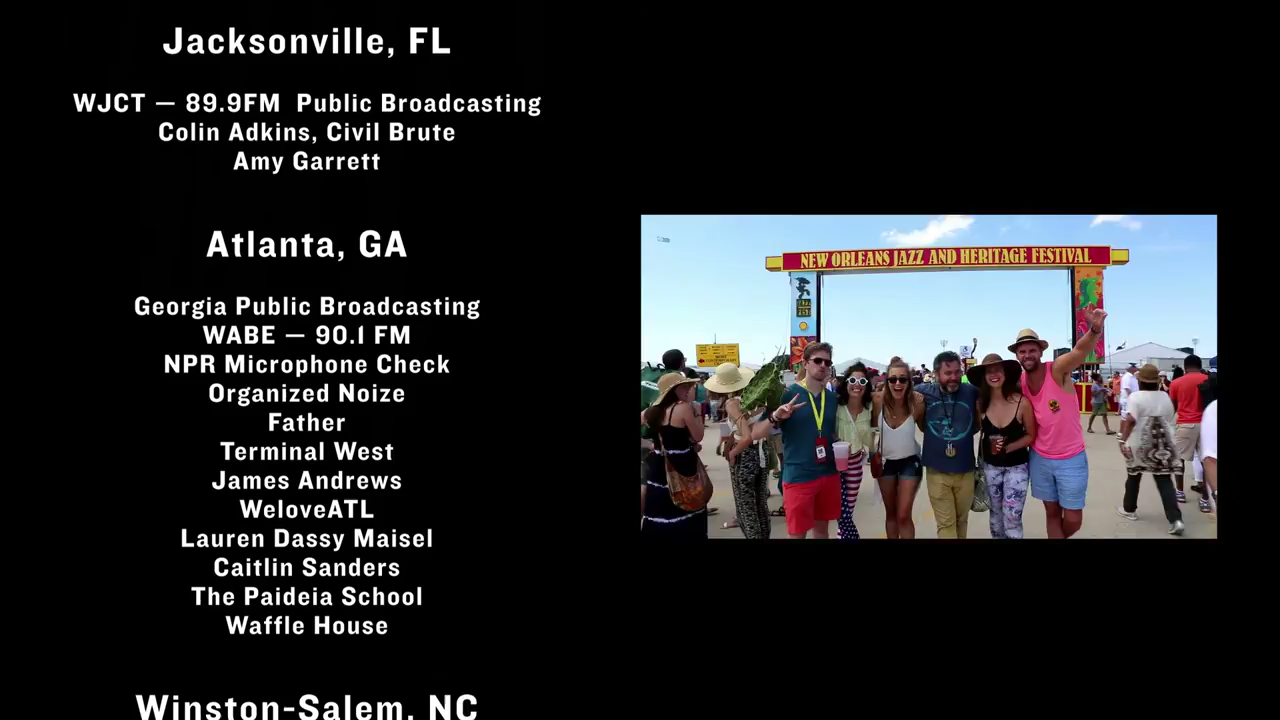 Jacksonville, FL
WJCT — 89.9FM Public Broadcasting
Colin Adkins, Civil Brute
Amy Garrett
Atlanta, GA
Georgia Public Broadcasting
WABE — 90.1 FM
NPR Microphone Check
Organized Noize
Father
Terminal West
James Andrews
WeloveATL
Lauren Dassy Maisel
Caitlin Sanders
The Paideia School
Waffle House
Winston-Salem, NC
NEW ORLEANS JAZZ AND HERITAGE FESTIVAL